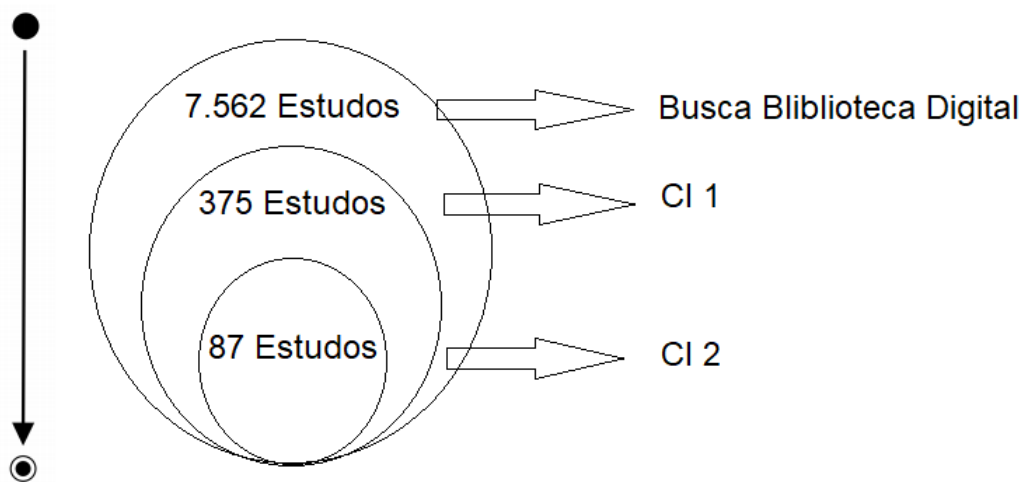 7.562 Estudos
Busca Bliblioteca Digital
375 Estudos
CI 1
87 Estudos
CI 2